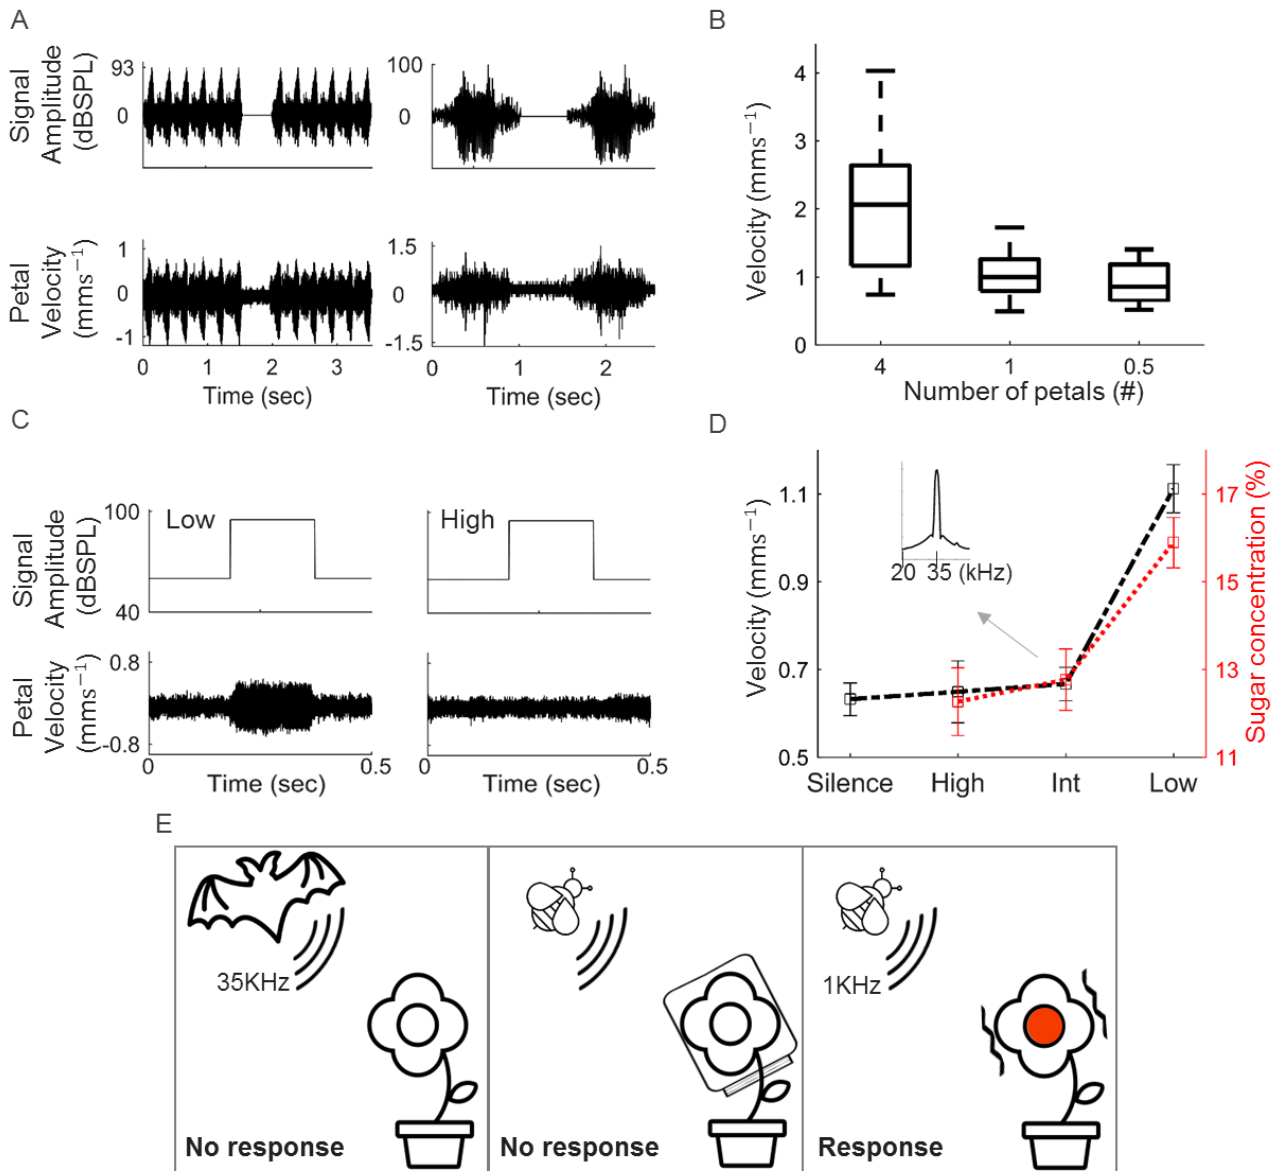 A
Signal
Amplitude
(dBSPL)
93
0
100
0
Petal
Velocity
(mms⁻¹)
1
0
-1
0 1 2 3
Time (sec)
1.5
0
-1.5
0 1 2
Time (sec)
B
Velocity (mms⁻¹)
4
3
2
1
0
4 1 0.5
Number of petals (#)
C
Signal
Amplitude
(dBSPL)
100
40
Low
High
Petal
Velocity
(mms⁻¹)
0.8
-0.8
0 0.5
Time (sec)
0 0.5
Time (sec)
D
Velocity (mms⁻¹)
1.1
0.9
0.7
0.5
20 35 (kHz)
Silence High Int Low
17
15
13
11
Sugar concentration (%)
E
35KHz
No response
No response
1KHz
Response